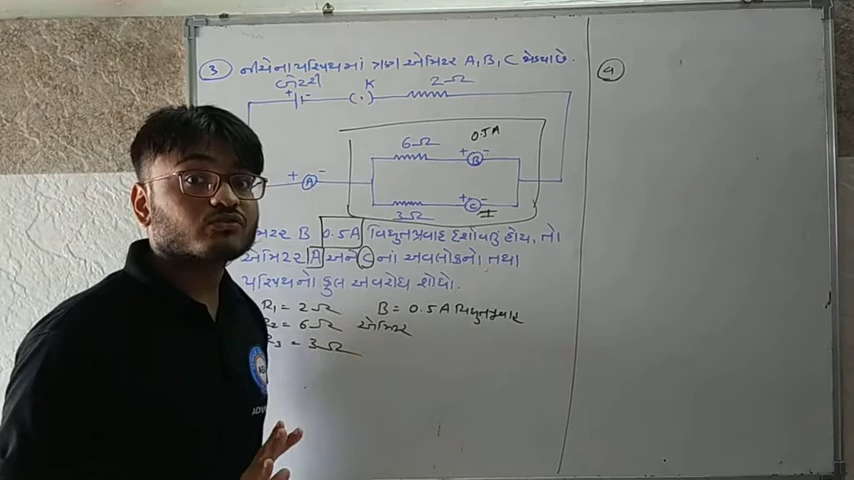 3 નીચેના પરિપથમાં ત્રણ એમિટર A, B, C જોડ્યા છે.
બેટરી K 2Ω
+ - (.)
6Ω 0.5A
+ B -
+ A -
+ C -
3Ω I
એમિટર B 0.5A વિદ્યુતપ્રવાહ દર્શાવતું હોય, તો
એમિટર A અને C નાં અવલોકનો તથા
પરિપથનો કુલ અવરોધ શોધો.
R1 = 2Ω B = 0.5A વિદ્યુતપ્રવાહ
R2 = 6Ω એમિટર
R3 = 3Ω